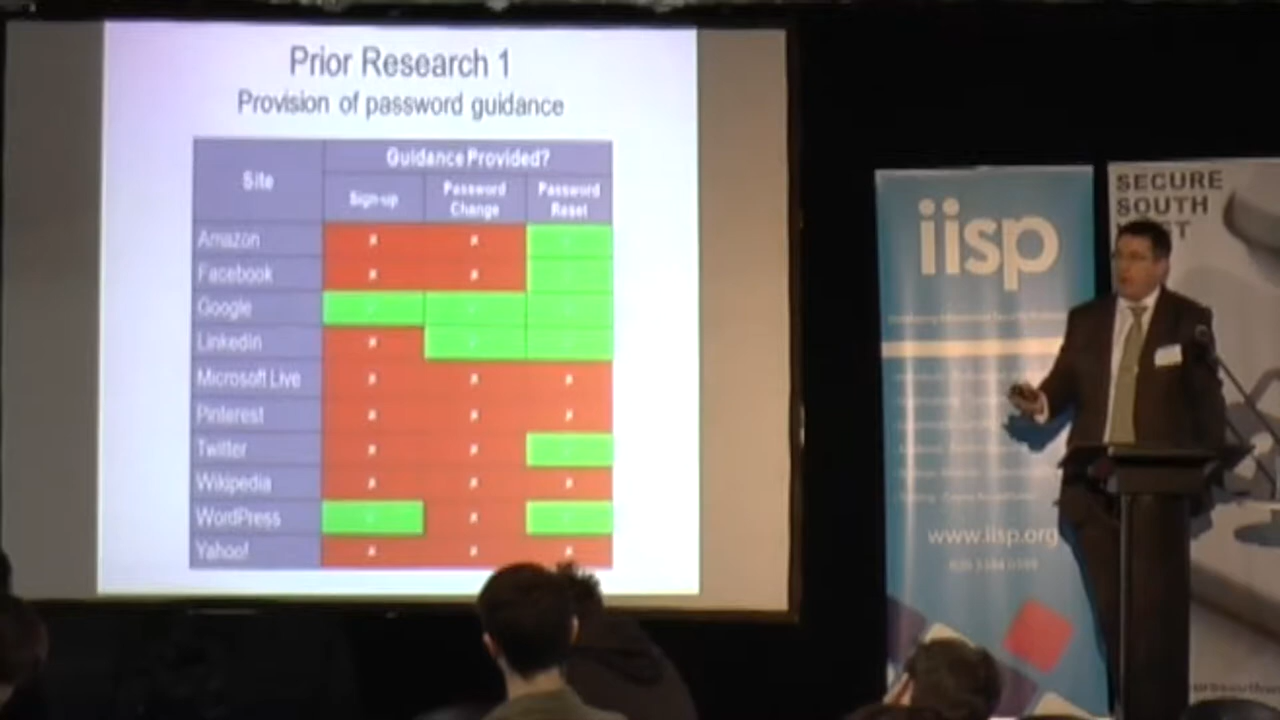 Prior Research 1
Provision of password guidance
Site
Guidance Provided?
Sign-up
Password
Change
Password
Reset
Amazon ✗ ✗
Facebook ✗ ✗
Google
LinkedIn ✗
Microsoft Live ✗ ✗ ✗
Pinterest ✗ ✗ ✗
Twitter ✗ ✗
Wikipedia ✗ ✗ ✗
WordPress ✗
Yahoo! ✗ ✗ ✗
iisp
www.iisp.org
SECURE
SOUTH